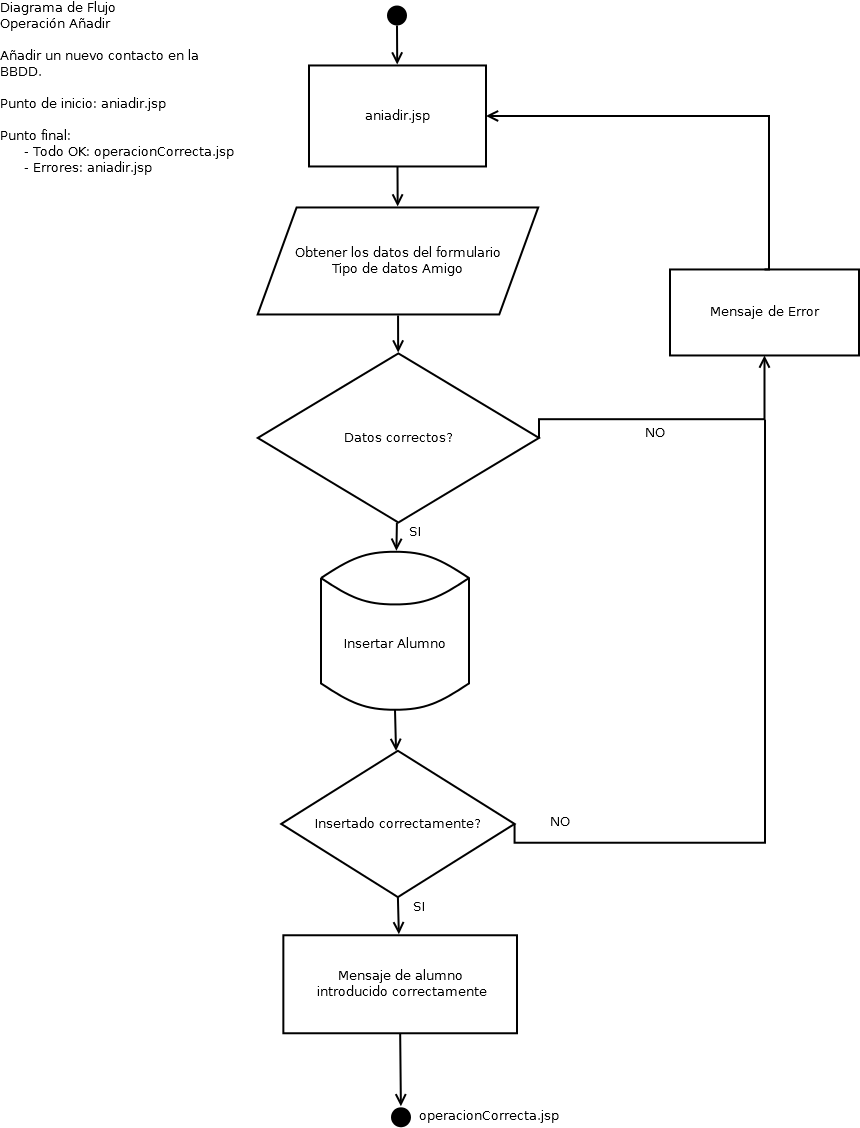 Diagrama de Flujo
Operación Añadir
Añadir un nuevo contacto en la
BBDD.
Punto de inicio: aniadir.jsp
Punto final:
- Todo OK: operacionCorrecta.jsp
- Errores: aniadir.jsp
aniadir.jsp
Obtener los datos del formulario
Tipo de datos Amigo
Mensaje de Error
Datos correctos?
NO
SI
Insertar Alumno
Insertado correctamente?
NO
SI
Mensaje de alumno
introducido correctamente
operacionCorrecta.jsp